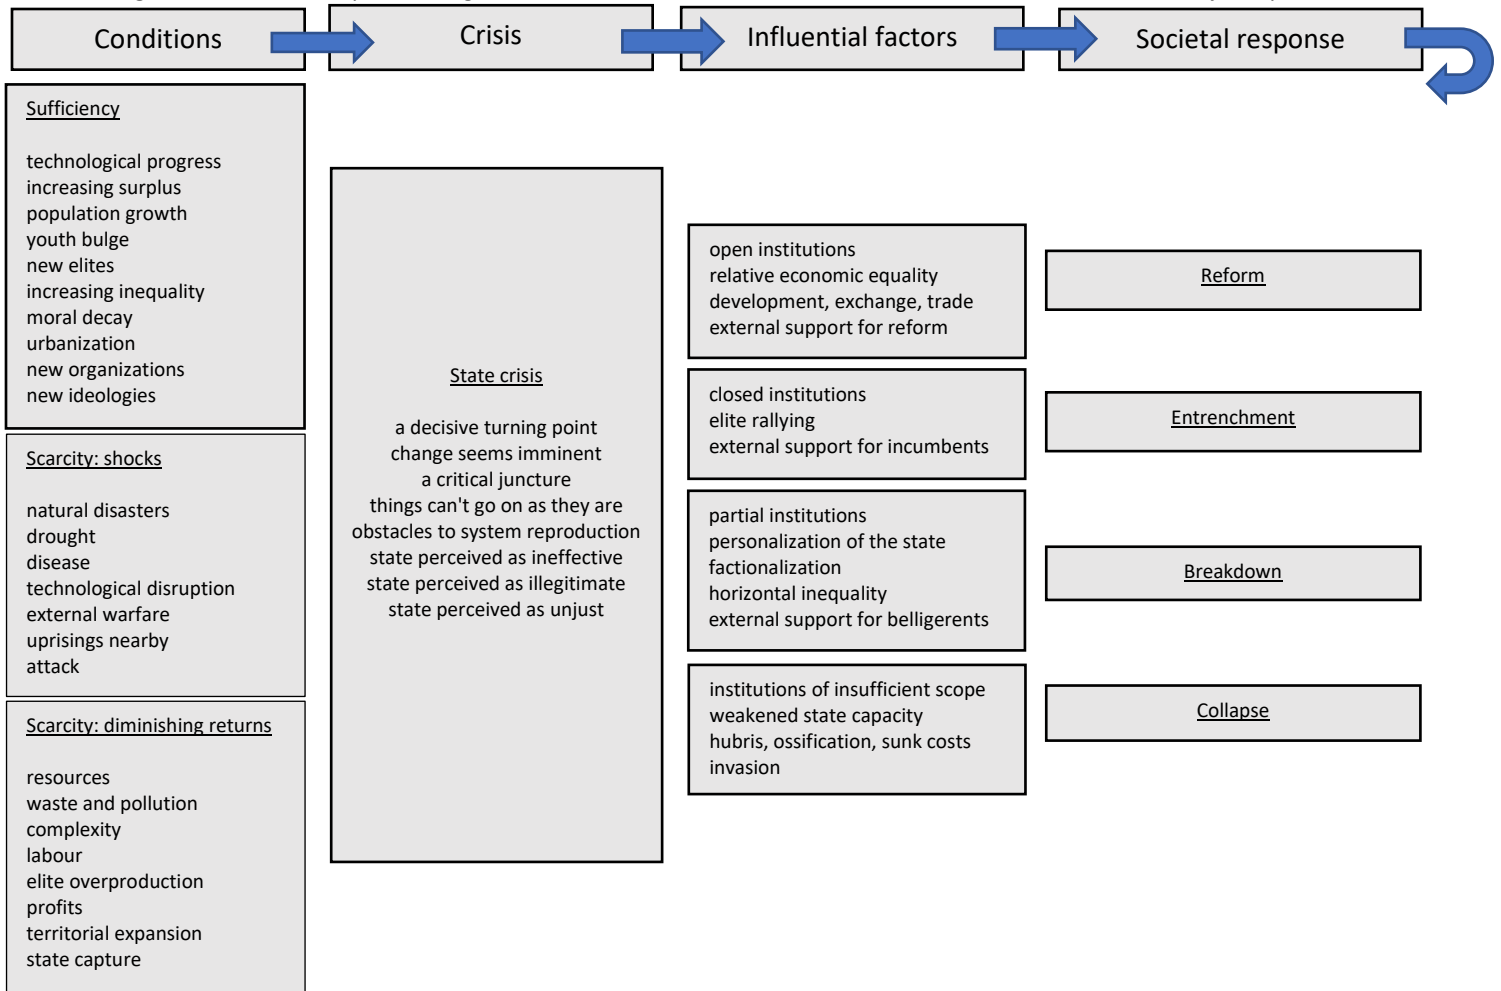 Conditions
Crisis
Influential factors
Societal response
Sufficiency
technological progress
increasing surplus
population growth
youth bulge
new elites
increasing inequality
moral decay
urbanization
new organizations
new ideologies
Scarcity: shocks
natural disasters
drought
disease
technological disruption
external warfare
uprisings nearby
attack
Scarcity: diminishing returns
resources
waste and pollution
complexity
labour
elite overproduction
profits
territorial expansion
state capture
State crisis
a decisive turning point
change seems imminent
a critical juncture
things can't go on as they are
obstacles to system reproduction
state perceived as ineffective
state perceived as illegitimate
state perceived as unjust
open institutions
relative economic equality
development, exchange, trade
external support for reform
closed institutions
elite rallying
external support for incumbents
partial institutions
personalization of the state
factionalization
horizontal inequality
external support for belligerents
institutions of insufficient scope
weakened state capacity
hubris, ossification, sunk costs
invasion
Reform
Entrenchment
Breakdown
Collapse